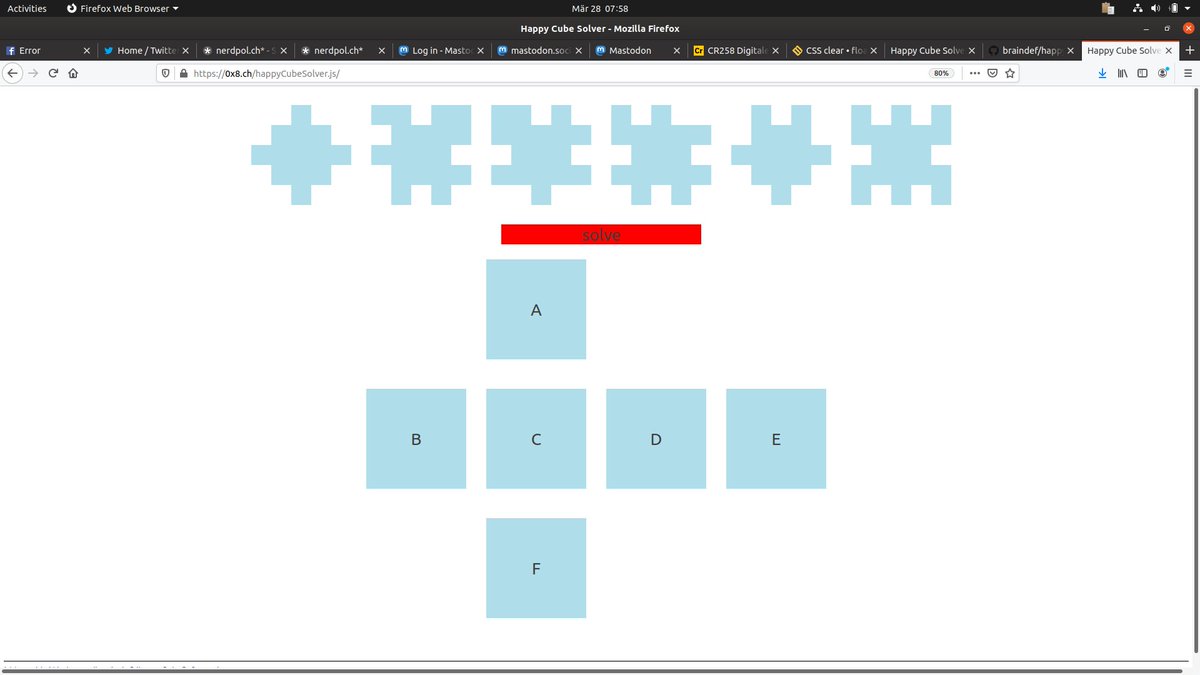 Activities Firefox Web Browser Mär 28 07:58
Happy Cube Solver - Mozilla Firefox
Error Home / Twitte nerdpol.ch* - S nerdpol.ch* Log in - Masto mastodon.soc Mastodon CR258 Digitale CSS clear • floa Happy Cube Solve braindef/happ Happy Cube Solve
https://0x8.ch/happyCubeSolver.js/ 80%
solve
A
B C D E
F